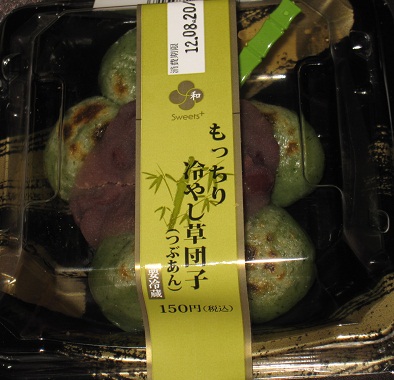 消費期限
12.08.20/
和
Sweets+
もっちり
冷やし草団子
(つぶあん)
要冷蔵
150円(税込)